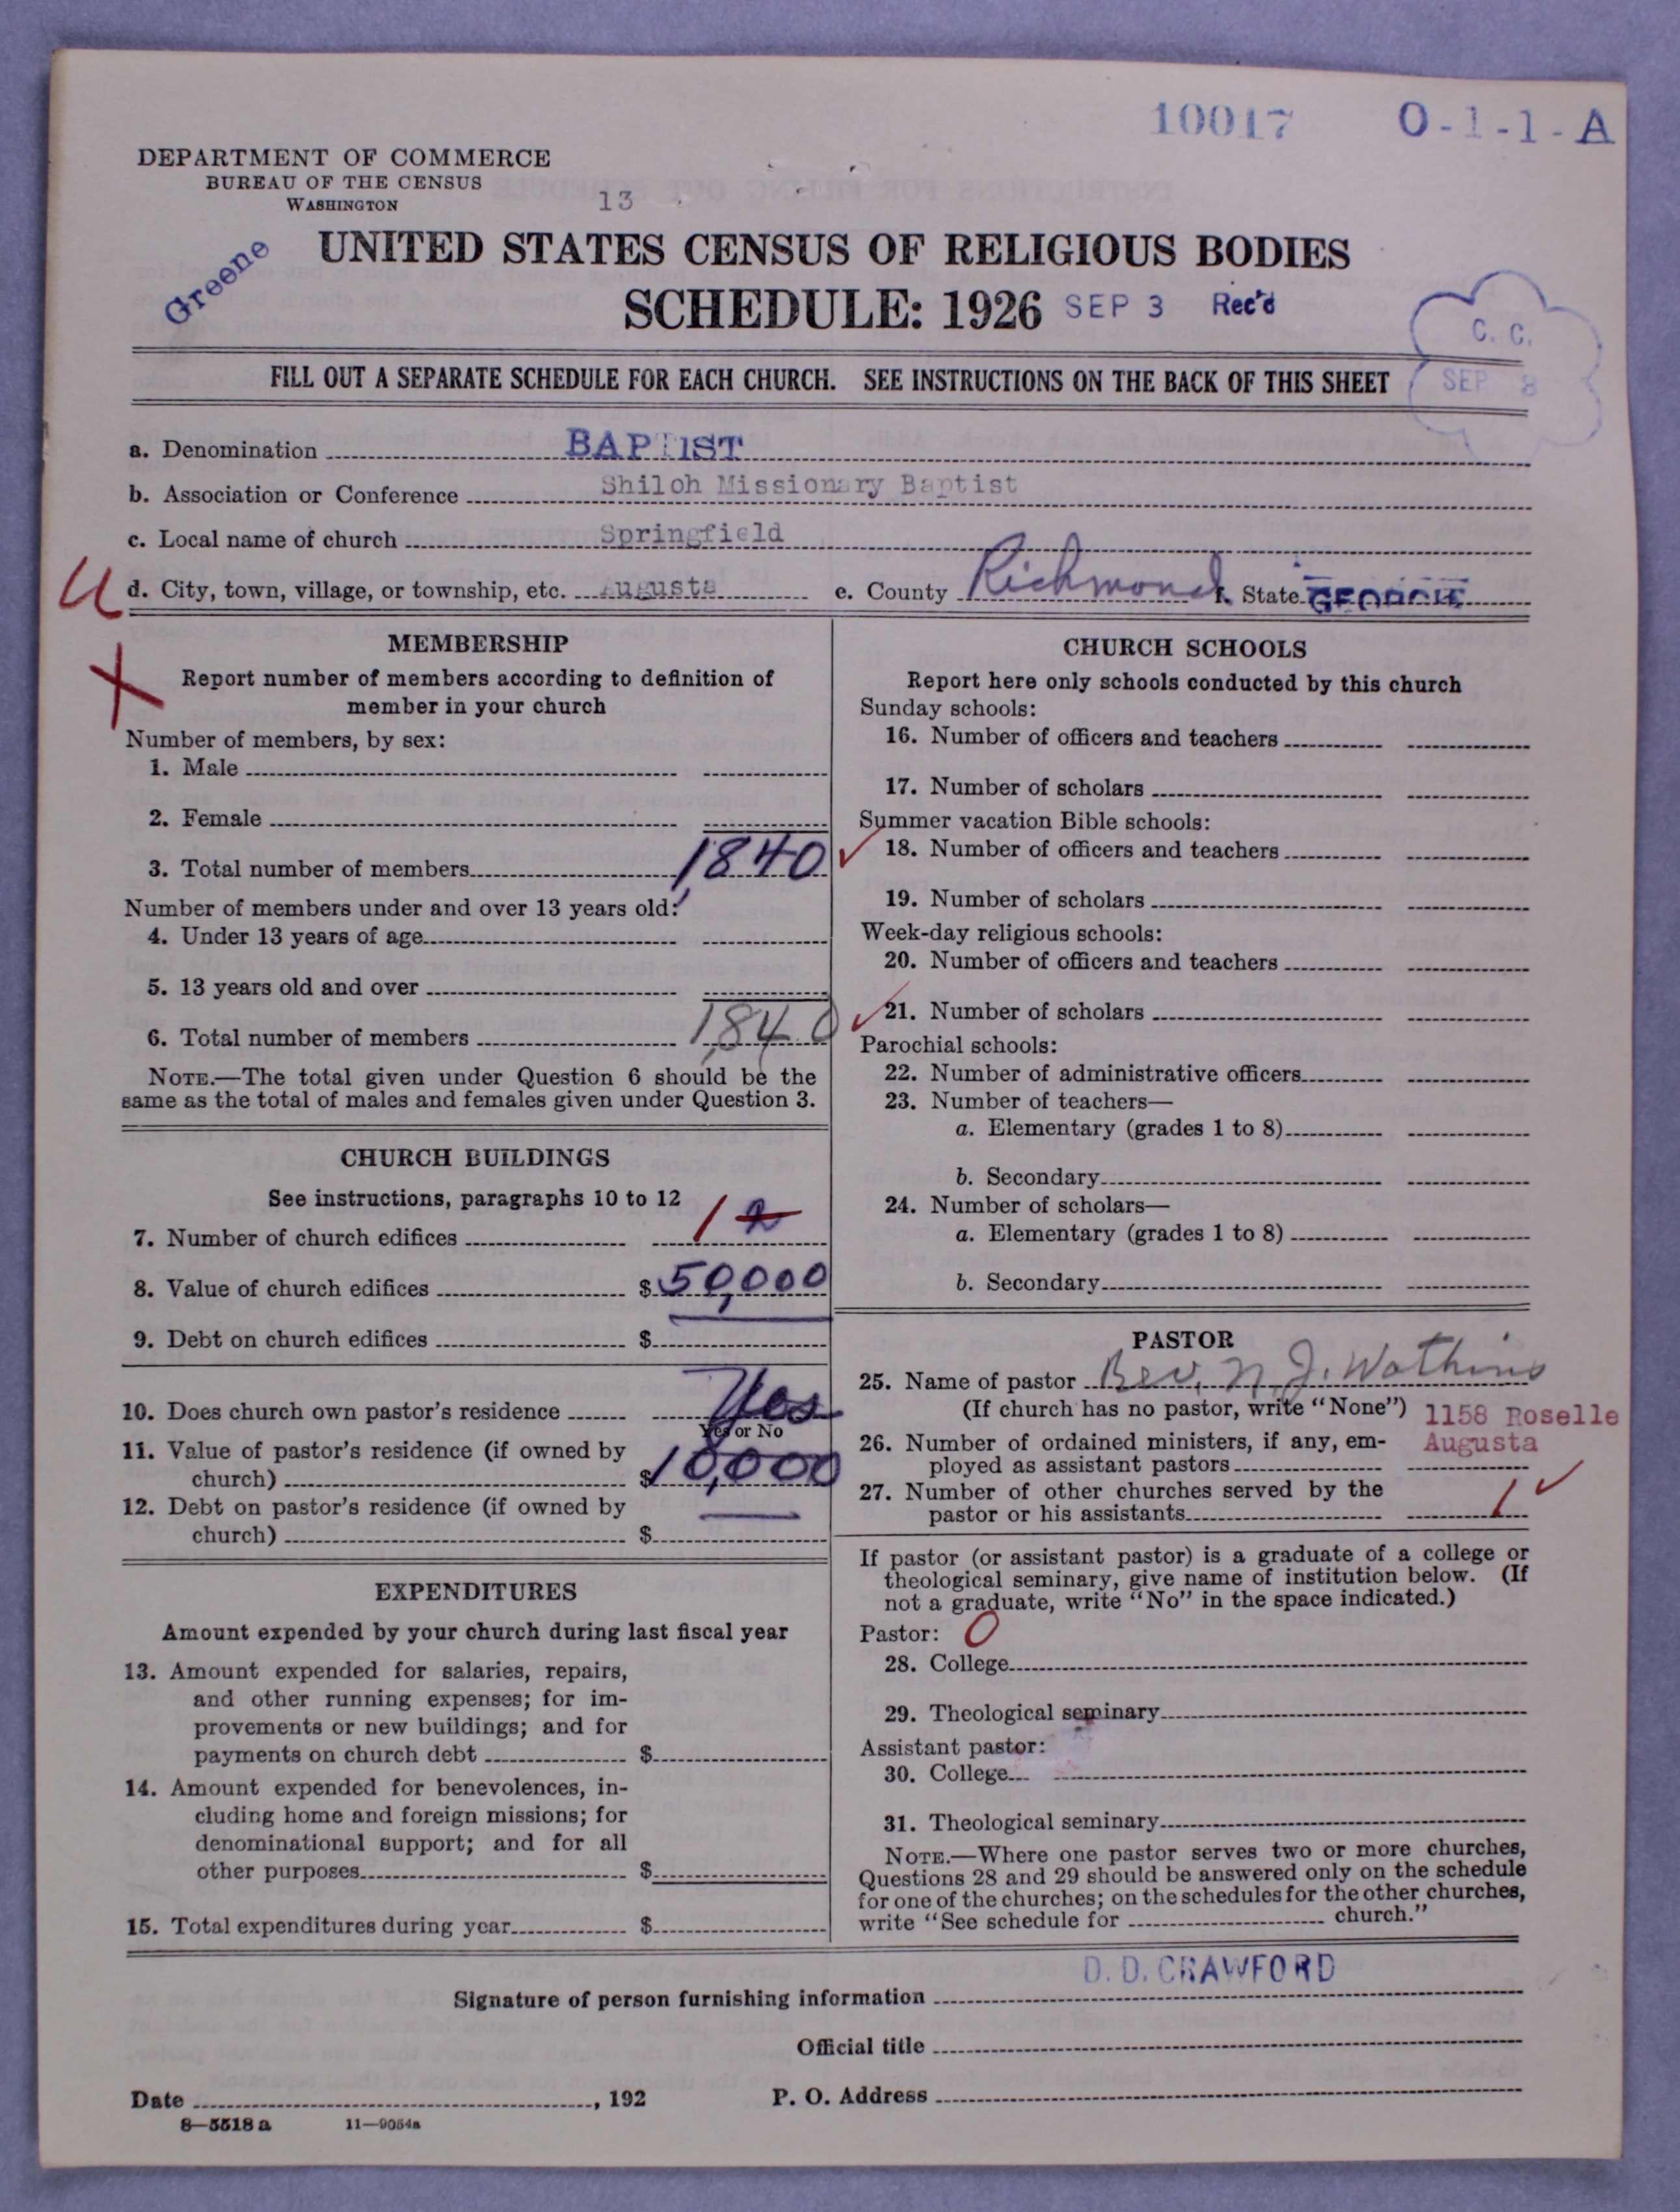 10017 O-1-1-A
DEPARTMENT OF COMMERCE
BUREAU OF THE CENSUS
WASHINGTON
13
Greene
UNITED STATES CENSUS OF RELIGIOUS BODIES
SCHEDULE: 1926 SEP 3 Rec'd
C. C.
SEP 8
FILL OUT A SEPARATE SCHEDULE FOR EACH CHURCH. SEE INSTRUCTIONS ON THE BACK OF THIS SHEET
a. Denomination BAPTIST
b. Association or Conference Shiloh Missionary Baptist
c. Local name of church Springfield
U d. City, town, village, or township, etc. Augusta e. County Richmond f. State GEORGIA
X
MEMBERSHIP
Report number of members according to definition of
member in your church
Number of members, by sex:
1. Male
2. Female
3. Total number of members 1,840
Number of members under and over 13 years old:
4. Under 13 years of age
5. 13 years old and over
6. Total number of members 1,840
NOTE.—The total given under Question 6 should be the
same as the total of males and females given under Question 3.
CHURCH BUILDINGS
See instructions, paragraphs 10 to 12
7. Number of church edifices 1 2
8. Value of church edifices $ 50,000
9. Debt on church edifices $
10. Does church own pastor's residence Yes
Yes or No
11. Value of pastor's residence (if owned by
church) $ 10,000
12. Debt on pastor's residence (if owned by
church) $
EXPENDITURES
Amount expended by your church during last fiscal year
13. Amount expended for salaries, repairs,
and other running expenses; for im-
provements or new buildings; and for
payments on church debt $
14. Amount expended for benevolences, in-
cluding home and foreign missions; for
denominational support; and for all
other purposes $
15. Total expenditures during year $
CHURCH SCHOOLS
Report here only schools conducted by this church
Sunday schools:
16. Number of officers and teachers
17. Number of scholars
Summer vacation Bible schools:
18. Number of officers and teachers
19. Number of scholars
Week-day religious schools:
20. Number of officers and teachers
21. Number of scholars
Parochial schools:
22. Number of administrative officers
23. Number of teachers—
a. Elementary (grades 1 to 8)
b. Secondary
24. Number of scholars—
a. Elementary (grades 1 to 8)
b. Secondary
PASTOR
25. Name of pastor Rev. N. J. Watkins
(If church has no pastor, write "None") 1158 Roselle
Augusta
26. Number of ordained ministers, if any, em-
ployed as assistant pastors
27. Number of other churches served by the
pastor or his assistants 1
If pastor (or assistant pastor) is a graduate of a college or
theological seminary, give name of institution below. (If
not a graduate, write "No" in the space indicated.)
Pastor: O
28. College
29. Theological seminary
Assistant pastor:
30. College
31. Theological seminary
NOTE.—Where one pastor serves two or more churches,
Questions 28 and 29 should be answered only on the schedule
for one of the churches; on the schedules for the other churches,
write "See schedule for church."
D. D. CRAWFORD
Signature of person furnishing information
Official title
Date , 192 P. O. Address
8—5518 a 11—9054a